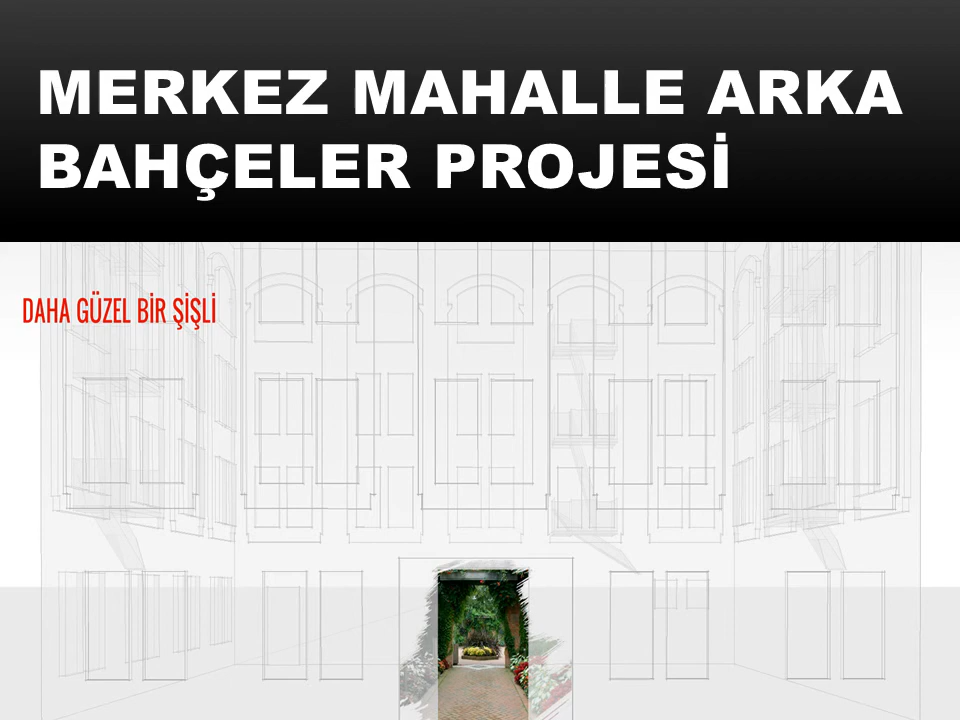 MERKEZ MAHALLE ARKA
BAHÇELER PROJESİ
DAHA GÜZEL BİR ŞİŞLİ